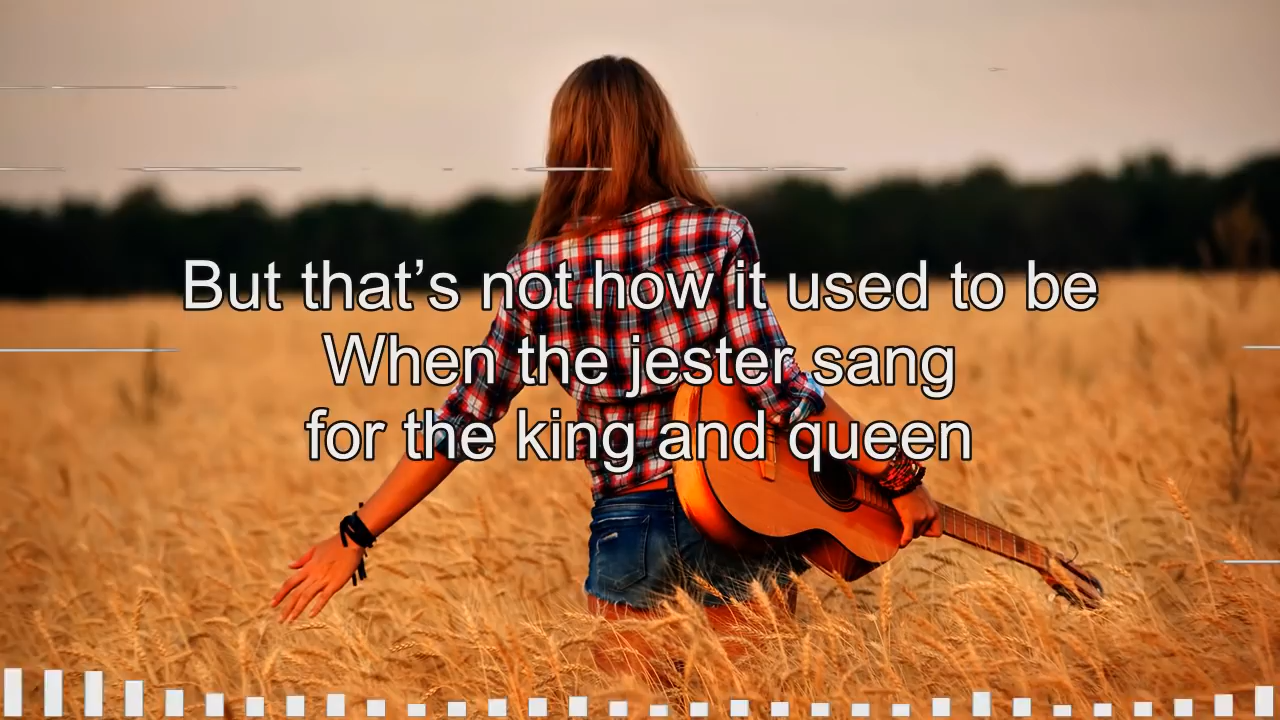 But that’s not how it used to be
When the jester sang
for the king and queen